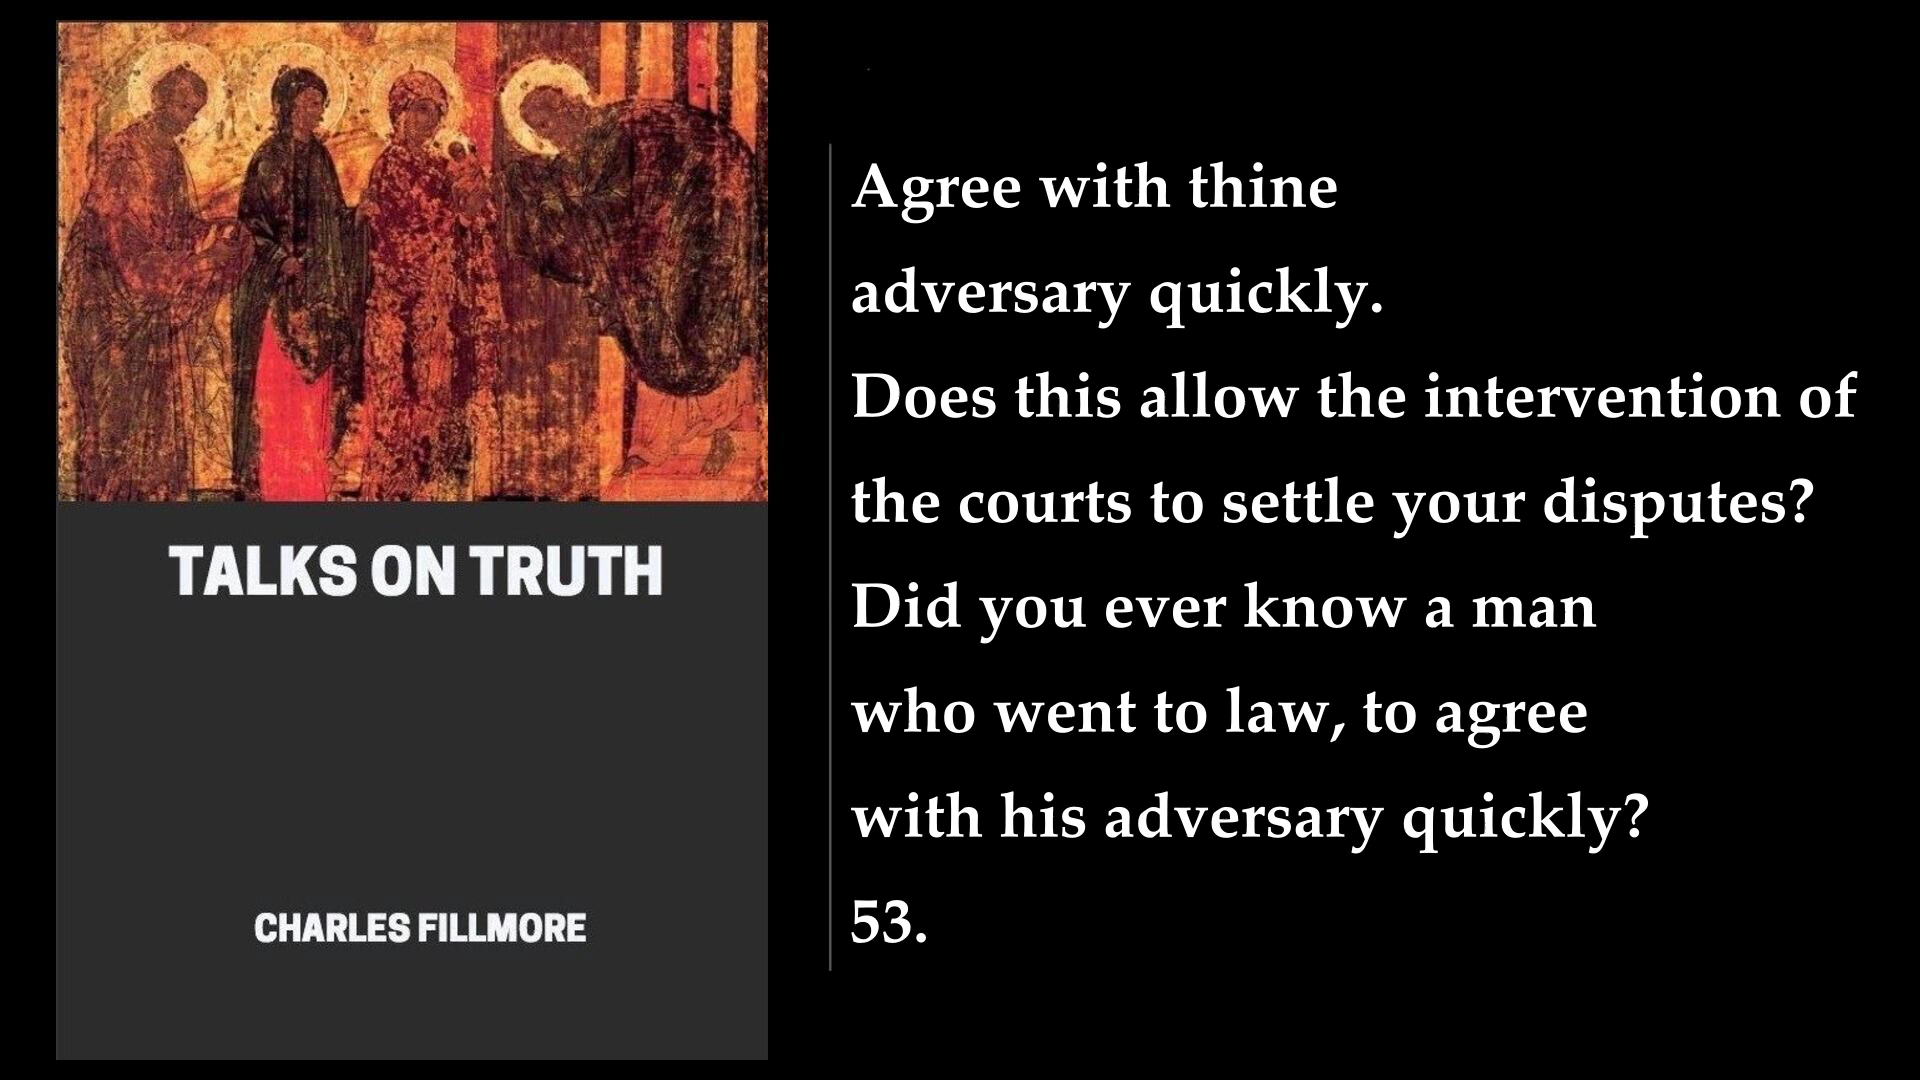 TALKS ON TRUTH
CHARLES FILLMORE
Agree with thine
adversary quickly.
Does this allow the intervention of
the courts to settle your disputes?
Did you ever know a man
who went to law, to agree
with his adversary quickly?
53.